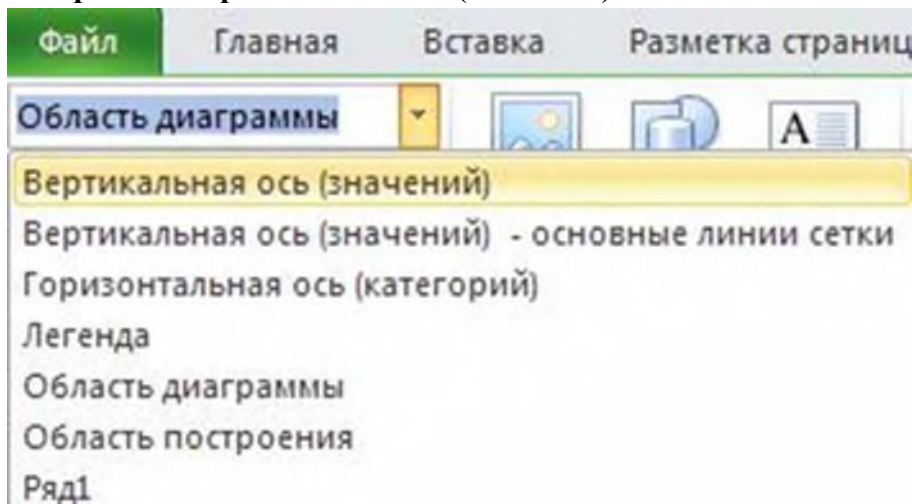 Файл Главная Вставка Разметка страниц
Область диаграммы A
Вертикальная ось (значений)
Вертикальная ось (значений) - основные линии сетки
Горизонтальная ось (категорий)
Легенда
Область диаграммы
Область построения
Ряд1